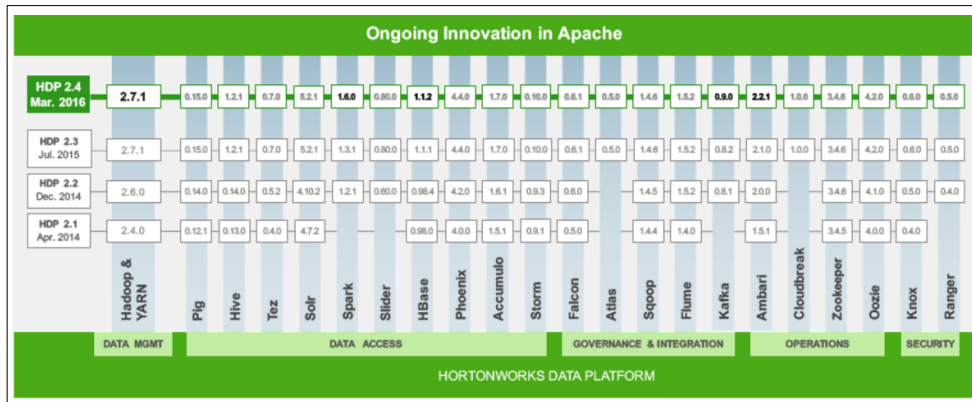 Ongoing Innovation in Apache
HDP 2.4
Mar. 2016
2.7.1 0.15.0 1.2.1 0.7.0 5.2.1 1.6.0 0.80.0 1.1.2 4.4.0 1.7.0 0.10.0 0.6.1 0.5.0 1.4.6 1.5.2 0.9.0 2.2.1 1.0.0 3.4.6 4.2.0 0.6.0 0.5.0
HDP 2.3
Jul. 2015
2.7.1 0.15.0 1.2.1 0.7.0 5.2.1 1.3.1 0.80.0 1.1.1 4.4.0 1.7.0 0.10.0 0.6.1 0.5.0 1.4.6 1.5.2 0.8.2 2.1.0 1.0.0 3.4.6 4.2.0 0.6.0 0.5.0
HDP 2.2
Dec. 2014
2.6.0 0.14.0 0.14.0 0.5.2 4.10.2 1.2.1 0.60.0 0.98.4 4.2.0 1.6.1 0.9.3 0.6.0 1.4.5 1.5.2 0.8.1 2.0.0 3.4.6 4.1.0 0.5.0 0.4.0
HDP 2.1
Apr. 2014
2.4.0 0.12.1 0.13.0 0.4.0 4.7.2 0.98.0 4.0.0 1.5.1 0.9.1 0.5.0 1.4.4 1.4.0 1.5.1 3.4.5 4.0.0 0.4.0
Hadoop &
YARN
Pig
Hive
Tez
Solr
Spark
Slider
HBase
Phoenix
Accumulo
Storm
Falcon
Atlas
Sqoop
Flume
Kafka
Ambari
Cloudbreak
Zookeeper
Oozie
Knox
Ranger
DATA MGMT DATA ACCESS GOVERNANCE & INTEGRATION OPERATIONS SECURITY
HORTONWORKS DATA PLATFORM